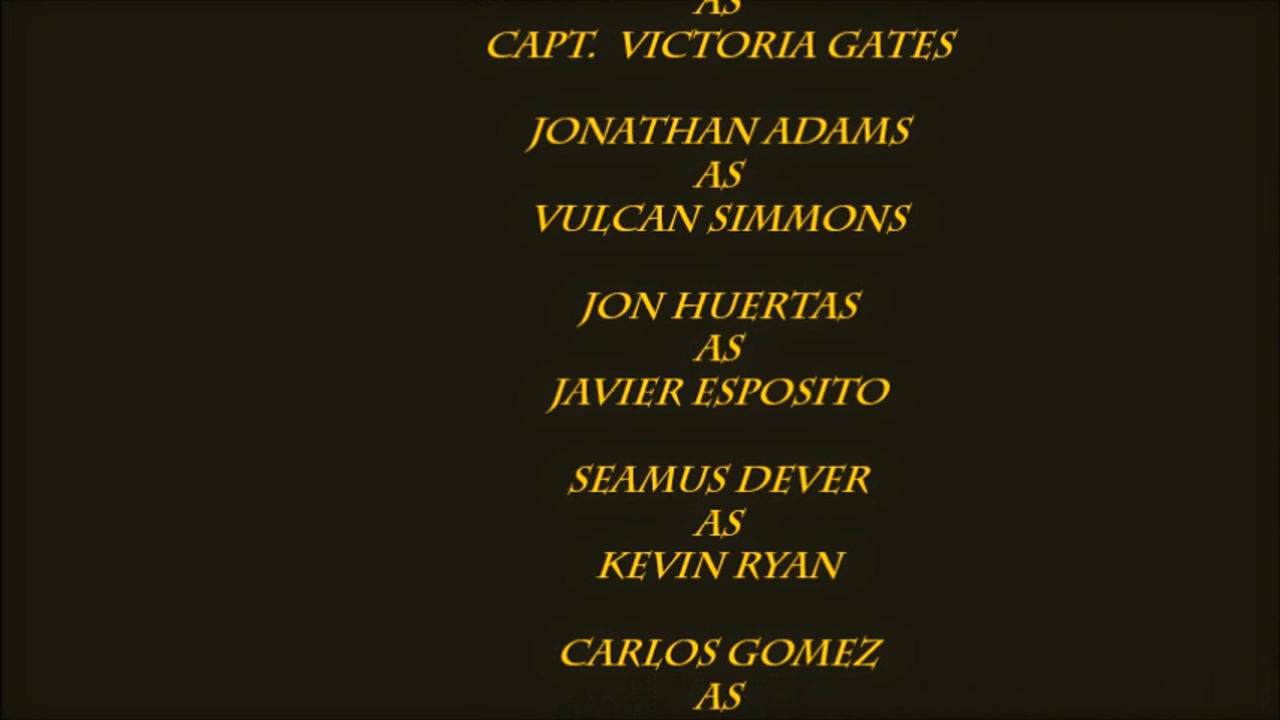 AS
CAPT. VICTORIA GATES
JONATHAN ADAMS
AS
VULCAN SIMMONS
JON HUERTAS
AS
JAVIER ESPOSITO
SEAMUS DEVER
AS
KEVIN RYAN
CARLOS GOMEZ
AS